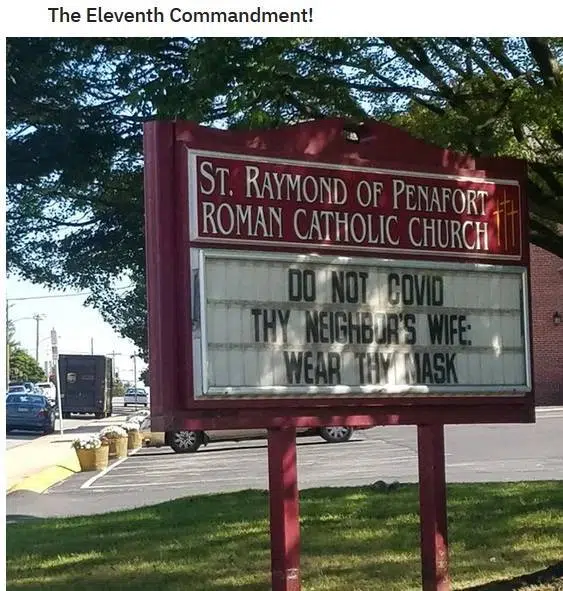 The Eleventh Commandment!
ST. RAYMOND OF PENAFORT
ROMAN CATHOLIC CHURCH
DO NOT COVID
THY NEIGHBOR'S WIFE:
WEAR THY MASK